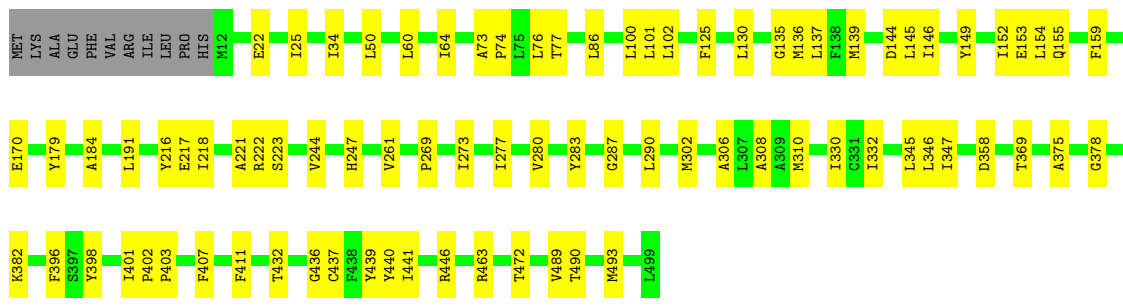 MET LYS ALA GLU PHE VAL ARG ILE LEU PRO HIS M12 E22 I25 I34 L50 L60 I64 A73 P74 L75 L76 T77 L86 L100 L101 L102 F125 L130 G135 M136 L137 F138 M139 D144 L145 I146 Y149 I152 E153 L154 Q155 F159
E170 Y179 A184 L191 Y216 E217 I218 A221 R222 S223 V244 H247 V261 P269 I273 I277 V280 Y283 G287 L290 M302 A306 L307 A308 A309 M310 I330 C331 I332 L345 L346 I347 D358 T369 A375 G378
K382 F396 S397 Y398 I401 P402 P403 F407 F411 T432 G436 C437 F438 Y439 Y440 I441 R446 R463 T472 V489 T490 M493 L499